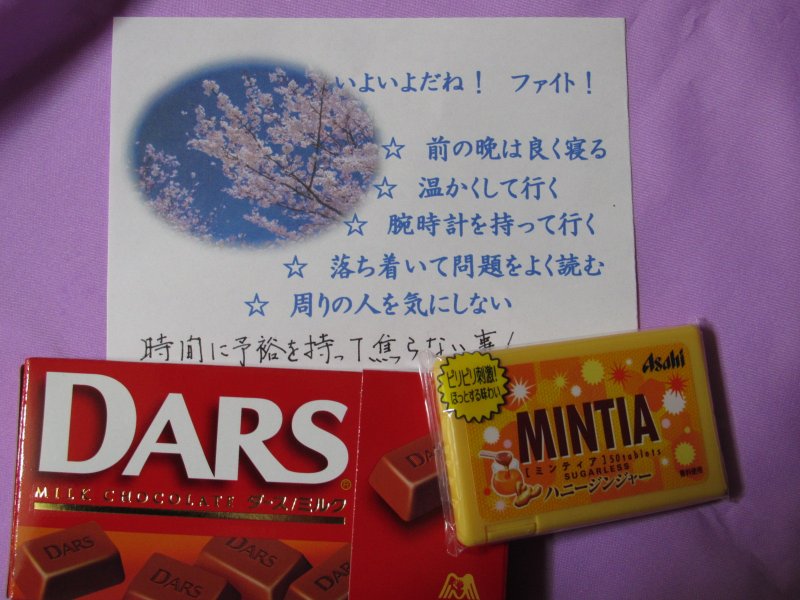 いよいよだね！　ファイト！
☆　前の晩は良く寝る
☆　温かくして行く
☆　腕時計を持って行く
☆　落ち着いて問題をよく読む
☆　周りの人を気にしない
時間に予裕を持って焦らない事！
DARS
MILK CHOCOLATE ダース/ミルク
DARS
DARS
DARS
DARS
Asahi
ピリピリ刺激!
ほっとする味わい
MINTIA
[ミンティア] 50tablets
SUGARLESS
ハニージンジャー